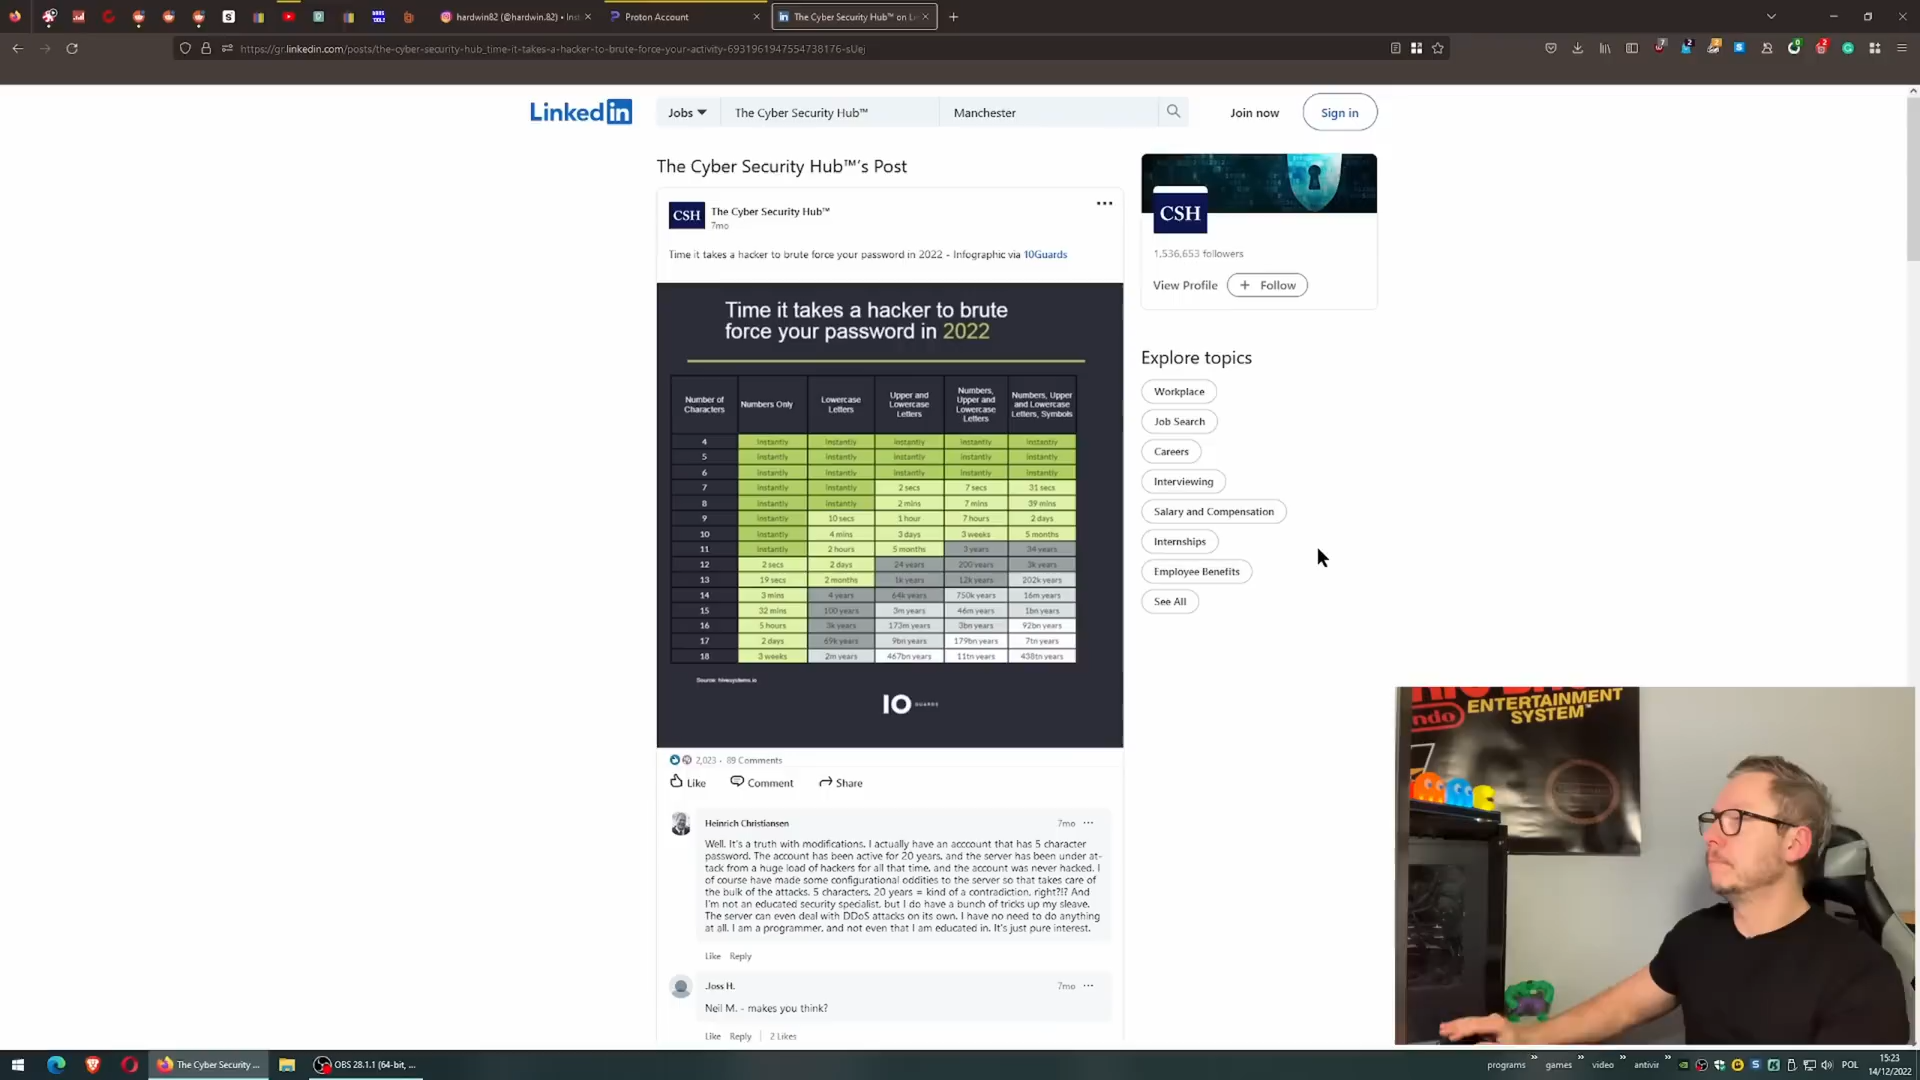 hardwin82 (@hardwin.82) • Inst
Proton Account
The Cyber Security Hub™ on Li
https://gr.linkedin.com/posts/the-cyber-security-hub_time-it-takes-a-hacker-to-brute-force-your-activity-6931961947554738176-sUej
Linkedin
Jobs
The Cyber Security Hub™
Manchester
Join now
Sign in
The Cyber Security Hub™'s Post
CSH
The Cyber Security Hub™
7mo
Time it takes a hacker to brute force your password in 2022 - Infographic via 10Guards
Time it takes a hacker to brute
force your password in 2022
Number of Characters Numbers Only Lowercase Letters Upper and Lowercase Letters Numbers, Upper and Lowercase Letters Numbers, Upper and Lowercase Letters, Symbols
4 Instantly Instantly Instantly Instantly Instantly
5 Instantly Instantly Instantly Instantly Instantly
6 Instantly Instantly Instantly Instantly Instantly
7 Instantly Instantly 2 secs 7 secs 31 secs
8 Instantly Instantly 2 mins 7 mins 39 mins
9 Instantly 10 secs 1 hour 7 hours 2 days
10 Instantly 4 mins 3 days 3 weeks 5 months
11 Instantly 2 hours 5 months 3 years 34 years
12 2 secs 2 days 24 years 200 years 3k years
13 19 secs 2 months 1k years 12k years 202k years
14 3 mins 4 years 64k years 750k years 16m years
15 32 mins 100 years 3m years 46m years 1bn years
16 5 hours 3k years 173m years 3bn years 92bn years
17 2 days 69k years 9bn years 179bn years 7tn years
18 3 weeks 2m years 467bn years 11tn years 438tn years
Source: hivesystems.io
10 GUARDS
2,023 · 89 Comments
Like Comment Share
Heinrich Christiansen
7mo
Well. It's a truth with modifications. I actually have an acccount that has 5 character
password. The account has been active for 20 years, and the server has been under at-
tack from a huge load of hackers for all that time, and the account was never hacked. I
of course have made some configurational oddities to the server so that takes care of
the bulk of the attacks. 5 characters, 20 years = kind of a contradiction, right?!? And
I'm not an educated security specialist, but I do have a bunch of tricks up my sleave.
The server can even deal with DDoS attacks on its own. I have no need to do anything
at all. I am a programmer, and not even that I am educated in. It's just pure interest.
Like Reply
Joss H.
7mo
Neil M. - makes you think?
Like Reply 2 Likes
CSH
1,536,653 followers
View Profile
+ Follow
Explore topics
Workplace
Job Search
Careers
Interviewing
Salary and Compensation
Internships
Employee Benefits
See All
ENTERTAINMENT
SYSTEM™
ndo
The Cyber Security ...
OBS 28.1.1 (64-bit, ...
programs
games
video
antivir
POL
15:23
14/12/2022